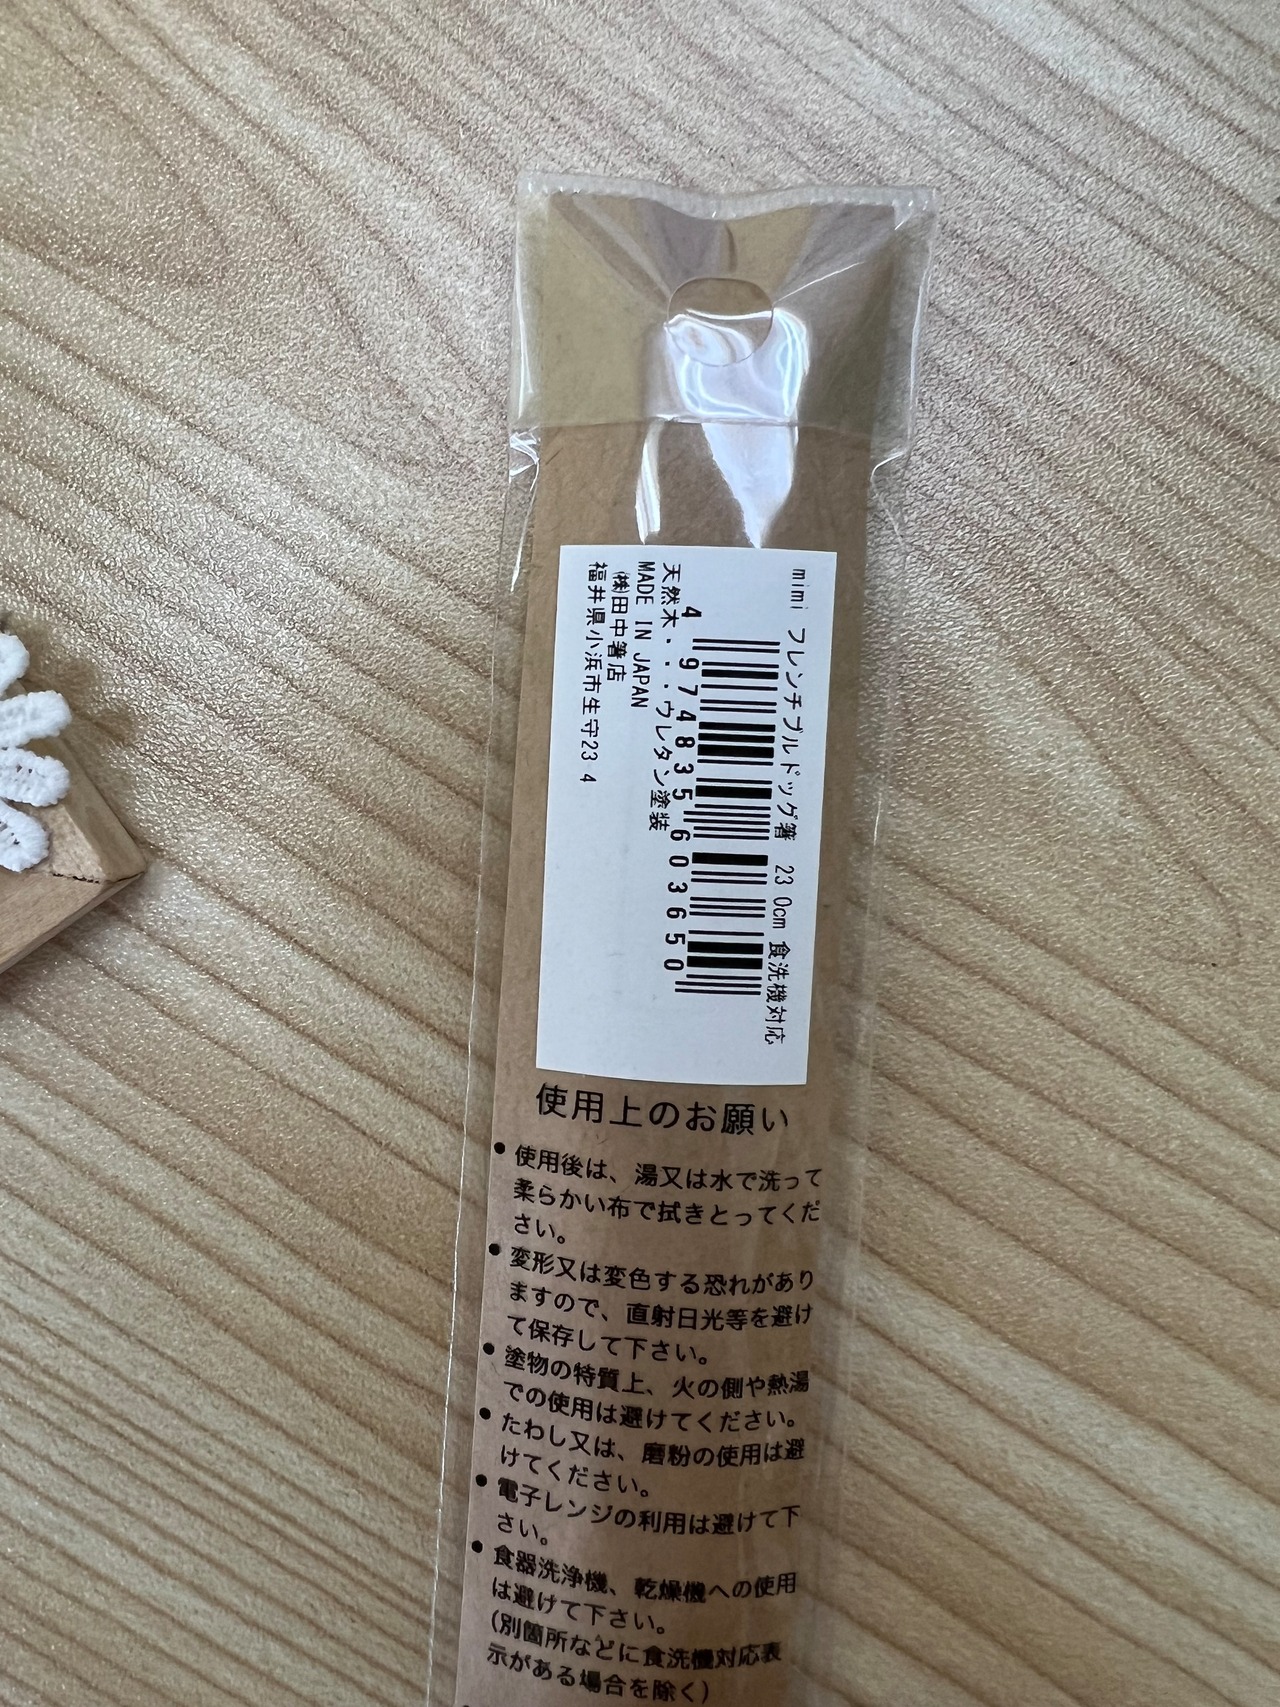 mimi フレンチブルドッグ箸 23 0cm 食洗機対応
4 974835 603650
天然木...ウレタン塗装
MADE IN JAPAN
㈱田中箸店
福井県小浜市生守23 4
使用上のお願い
● 使用後は、湯又は水で洗って
柔らかい布で拭きとってくだ
さい。
● 変形又は変色する恐れがあり
ますので、直射日光等を避け
て保存して下さい。
● 塗物の特質上、火の側や熱湯
での使用は避けてください。
● たわし又は、磨粉の使用は避
けてください。
● 電子レンジの利用は避けて下
さい。
● 食器洗浄機、乾燥機への使用
は避けて下さい。
(別箇所などに食洗機対応表
示がある場合を除く)